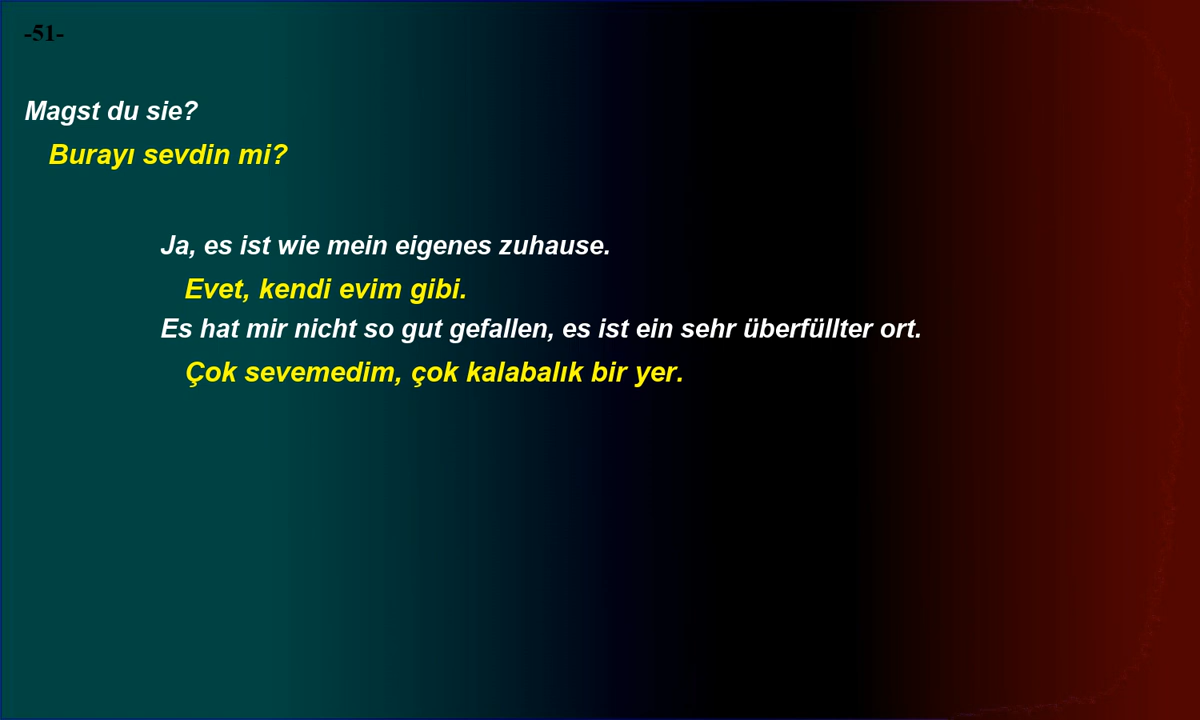 -51-
Magst du sie?
Burayı sevdin mi?
Ja, es ist wie mein eigenes zuhause.
Evet, kendi evim gibi.
Es hat mir nicht so gut gefallen, es ist ein sehr überfüllter ort.
Çok sevemedim, çok kalabalık bir yer.